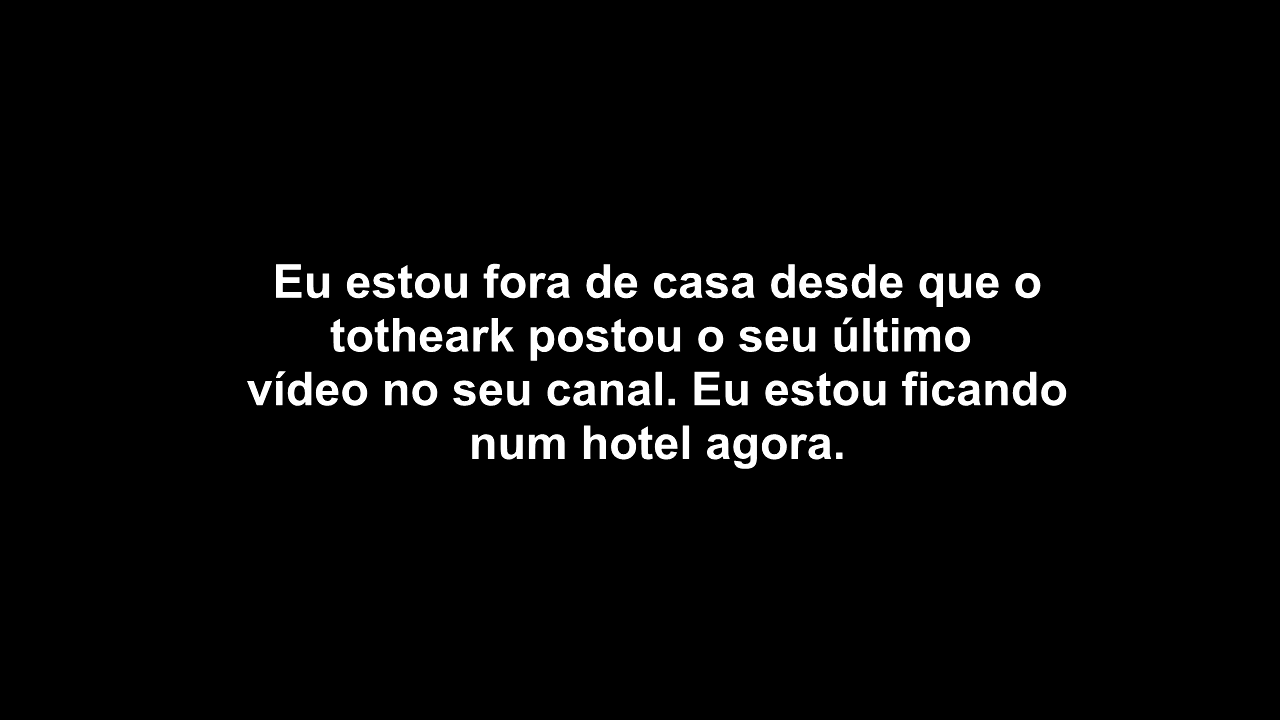 Eu estou fora de casa desde que o
totheark postou o seu último
vídeo no seu canal. Eu estou ficando
num hotel agora.